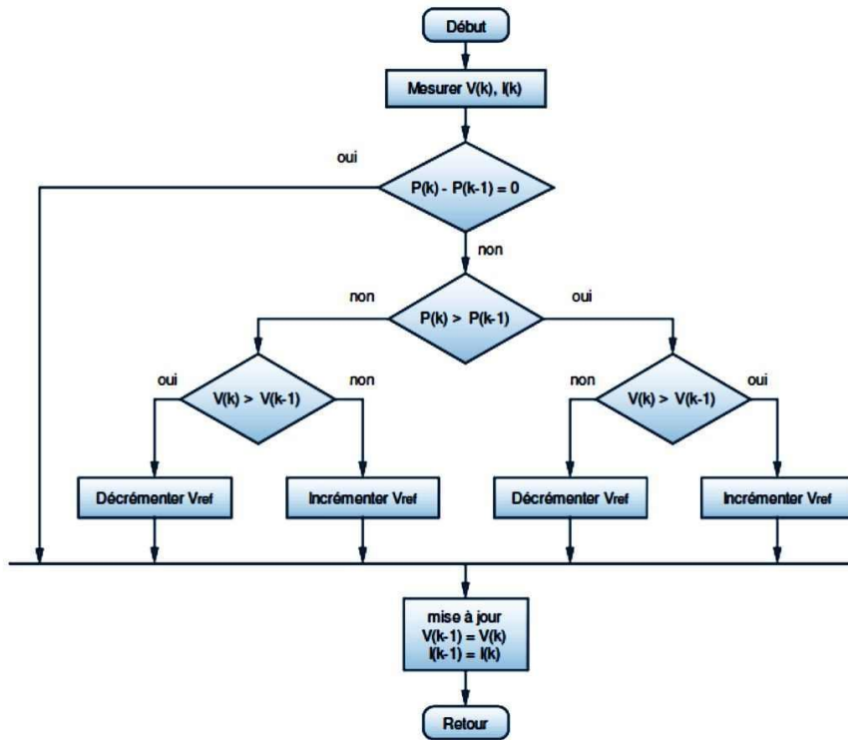 Début
Mesurer V(k), I(k)
oui
P(k) - P(k-1) = 0
non
non
oui
P(k) > P(k-1)
oui
non
non
oui
V(k) > V(k-1)
V(k) > V(k-1)
Décrémenter Vref
Incrémenter Vref
Décrémenter Vref
Incrémenter Vref
mise à jour
V(k-1) = V(k)
I(k-1) = I(k)
Retour